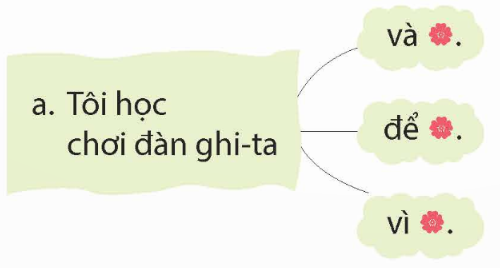 a. Tôi học
chơi đàn ghi-ta
và .
để .
vì .